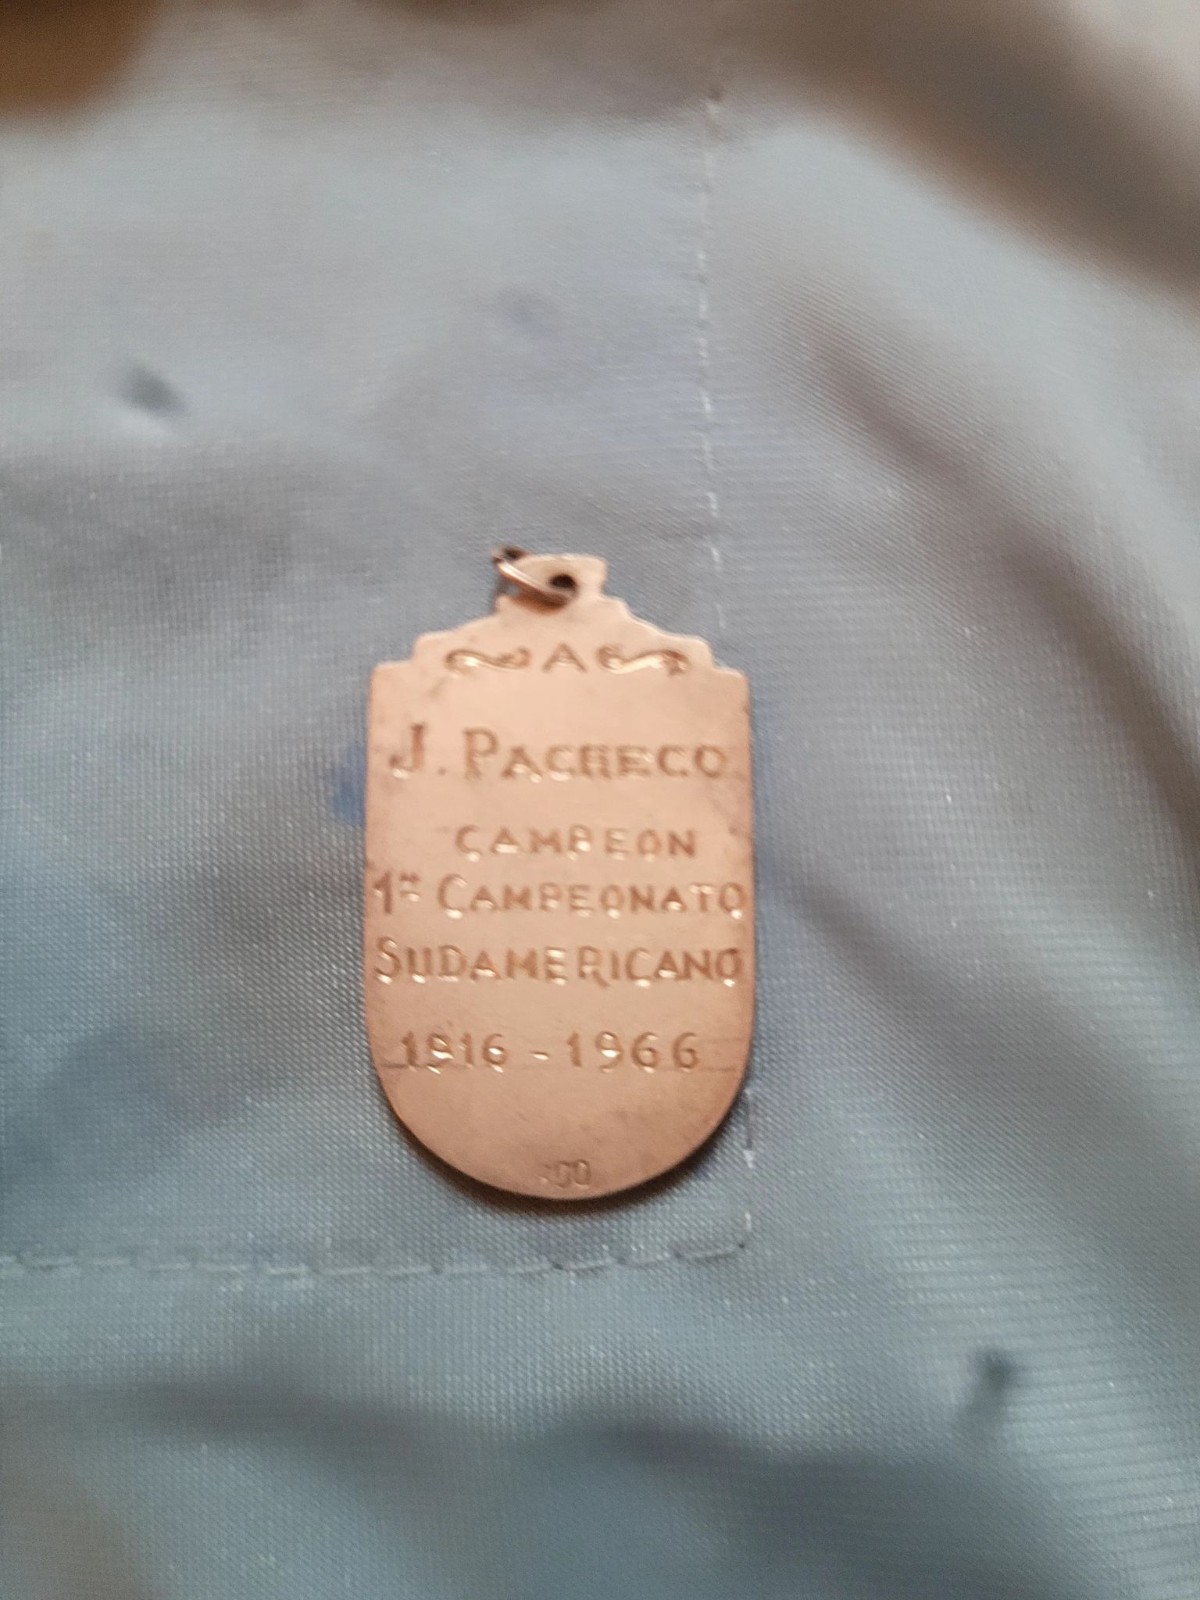 A
J. PACHECO
CAMPEON
1ER CAMPEONATO
SUDAMERICANO
1916 - 1966